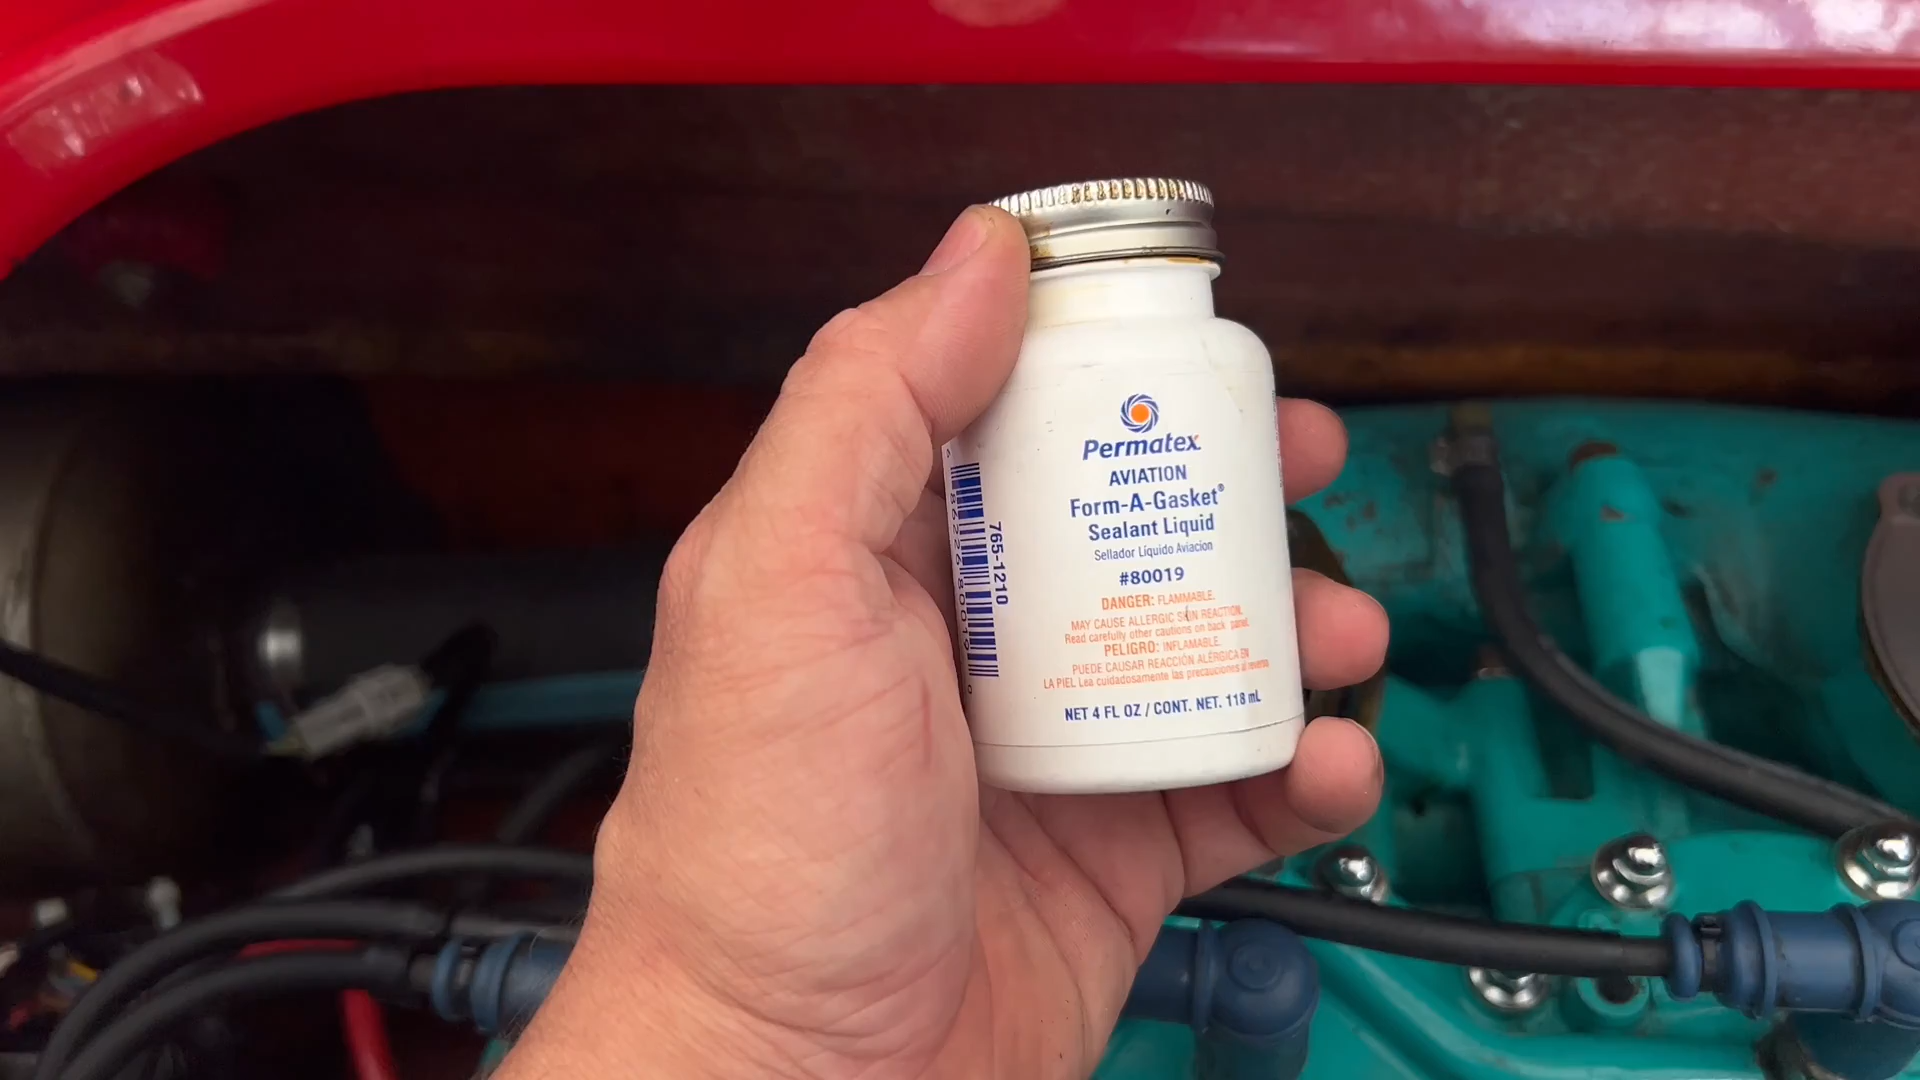 Permatex
AVIATION
Form-A-Gasket®
Sealant Liquid
Sellador Líquido Aviacion
#80019
DANGER: FLAMMABLE.
MAY CAUSE ALLERGIC SKIN REACTION.
Read carefully other cautions on back panel.
PELIGRO: INFLAMABLE.
PUEDE CAUSAR REACCIÓN ALÉRGICA EN
LA PIEL Lea cuidadosamente las precauciones al reverso
NET 4 FL OZ / CONT. NET. 118 mL
765-1210